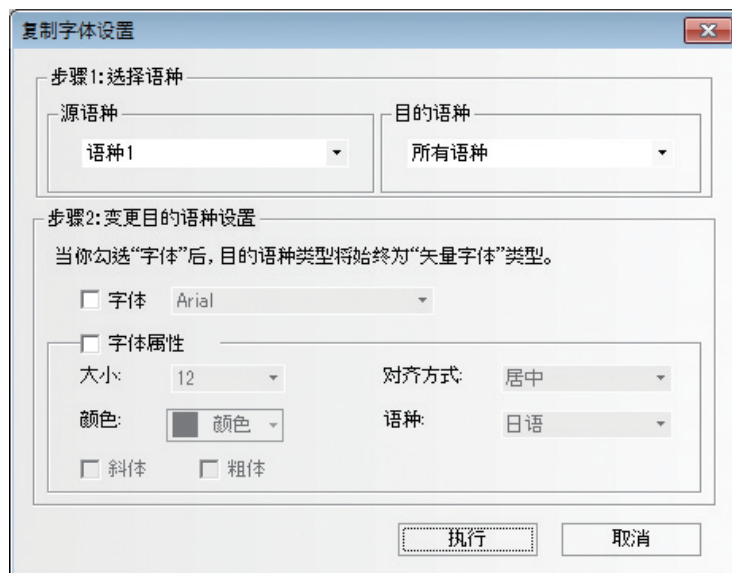 复制字体设置
步骤1:选择语种
源语种
目的语种
语种1
所有语种
步骤2:变更目的语种设置
当你勾选“字体”后,目的语种类型将始终为“矢量字体”类型。
字体 Arial
字体属性
大小: 12 对齐方式: 居中
颜色: 颜色 语种: 日语
斜体 粗体
执行 取消